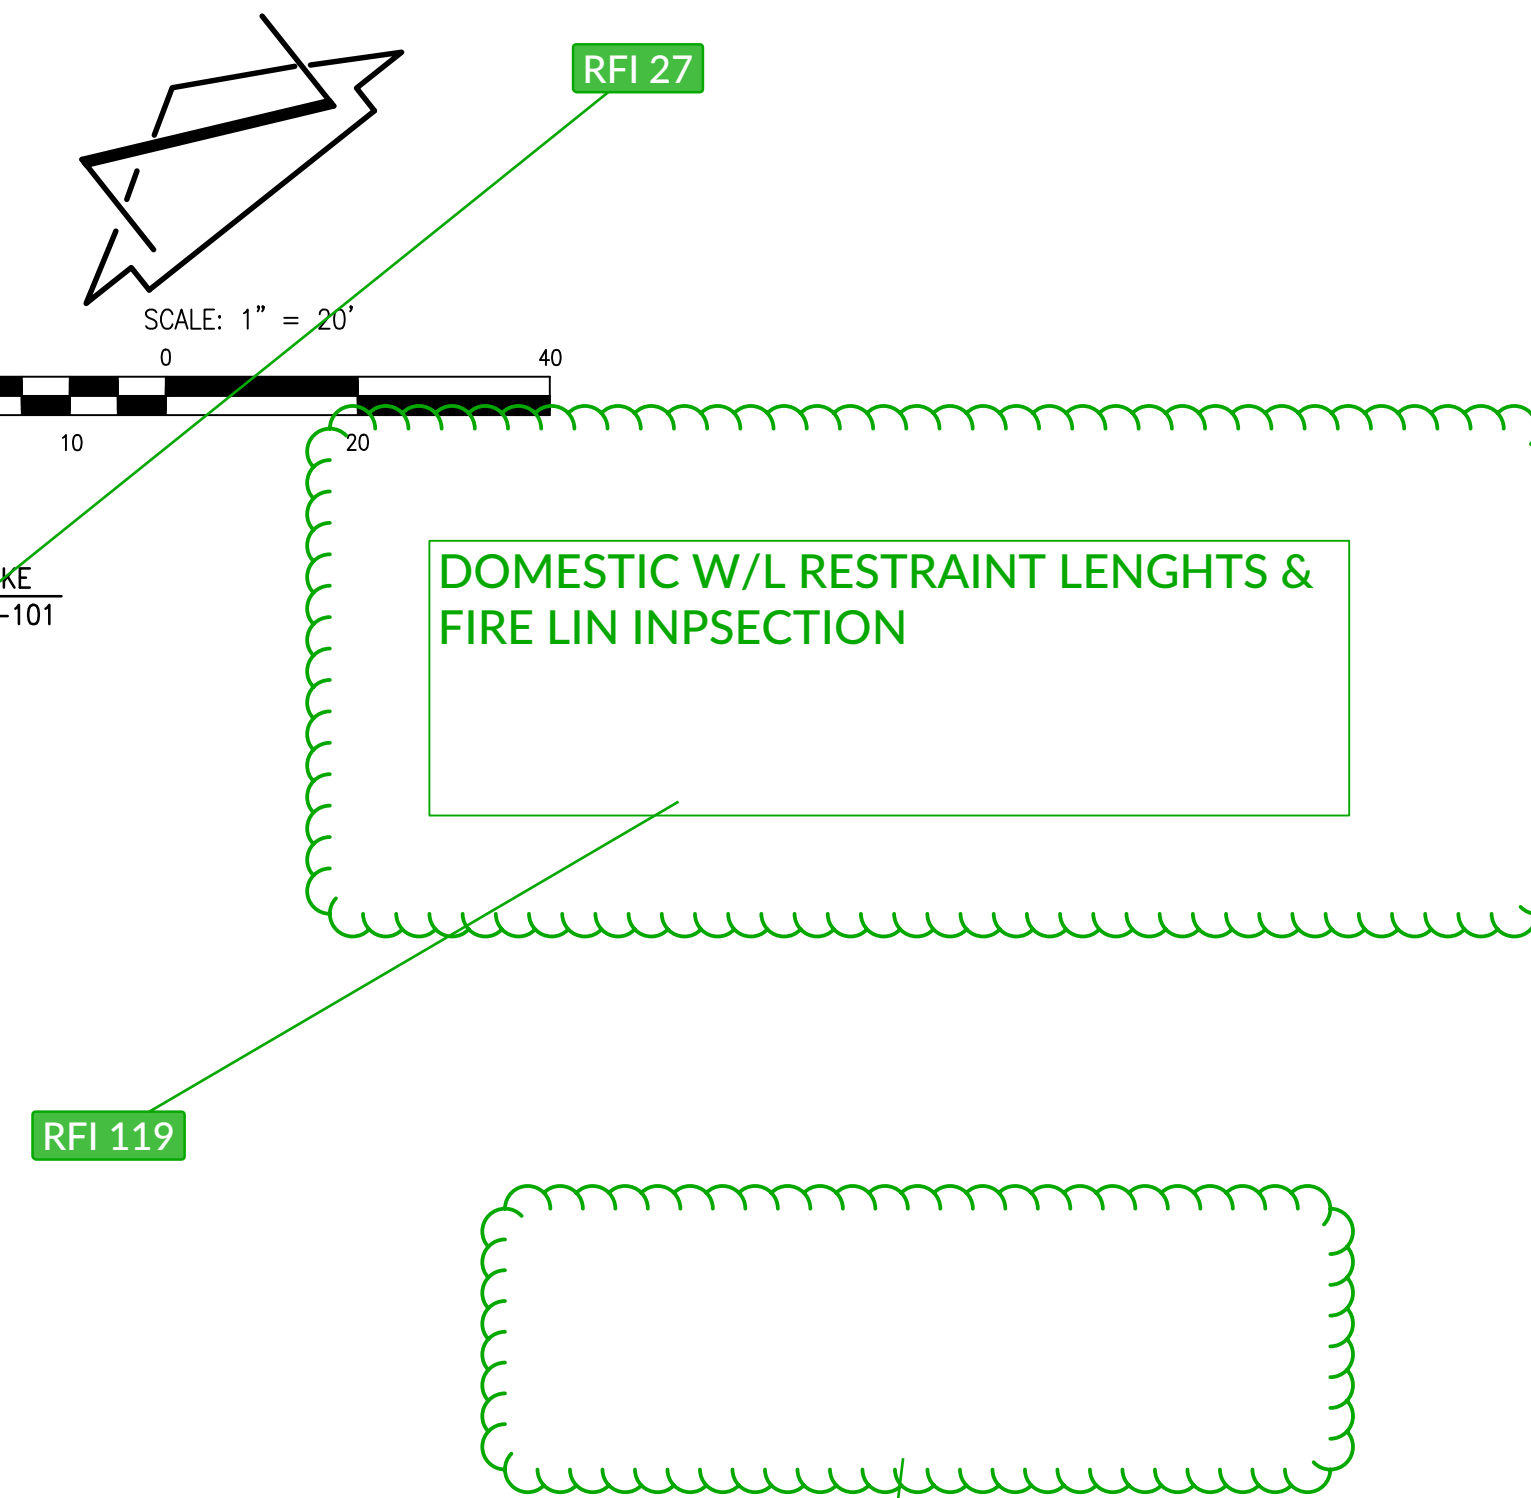 RFI 27
SCALE: 1" = 20'
0 40
10 20
KE
-101
DOMESTIC W/L RESTRAINT LENGHTS &
FIRE LIN INPSECTION
RFI 119